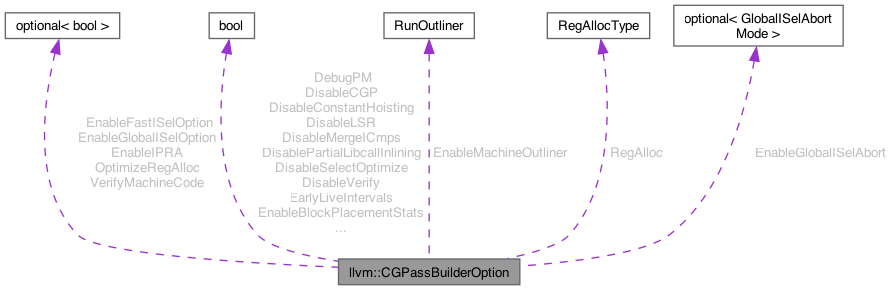 optional< bool >
bool
RunOutliner
RegAllocType
optional< GlobalISelAbort
Mode >
EnableFastISelOption
EnableGlobalISelOption
EnableIPRA
OptimizeRegAlloc
VerifyMachineCode
DebugPM
DisableCGP
DisableConstantHoisting
DisableLSR
DisableMergeICmps
DisablePartialLibcallInlining
DisableSelectOptimize
DisableVerify
EarlyLiveIntervals
EnableBlockPlacementStats
...
EnableMachineOutliner
RegAlloc
EnableGlobalISelAbort
llvm::CGPassBuilderOption